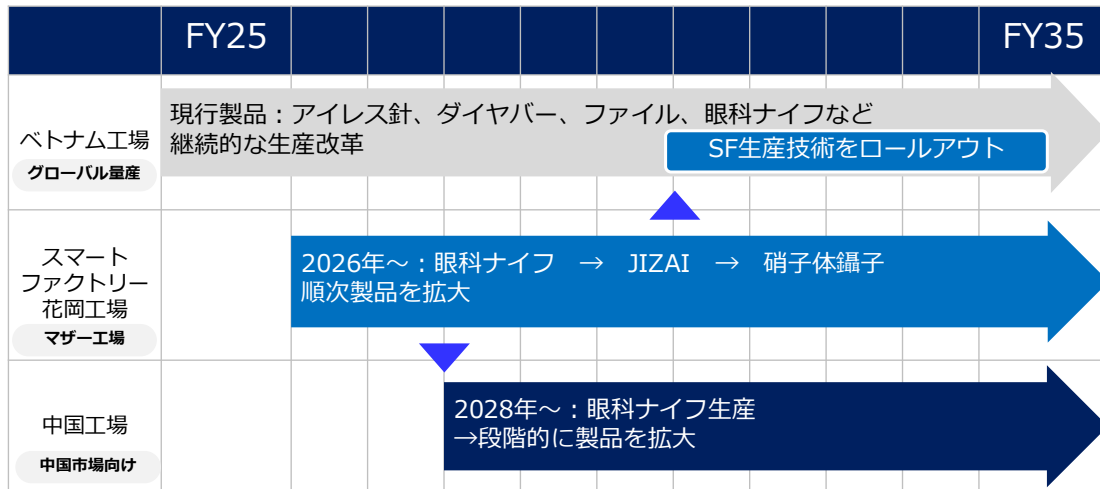 FY25 FY35
ベトナム工場
グローバル量産
現行製品：アイレス針、ダイヤバー、ファイル、眼科ナイフなど
継続的な生産改革
SF生産技術をロールアウト
スマート
ファクトリー
花岡工場
マザー工場
2026年～：眼科ナイフ　→　JIZAI　→　硝子体鑷子
順次製品を拡大
中国工場
中国市場向け
2028年～：眼科ナイフ生産
→段階的に製品を拡大